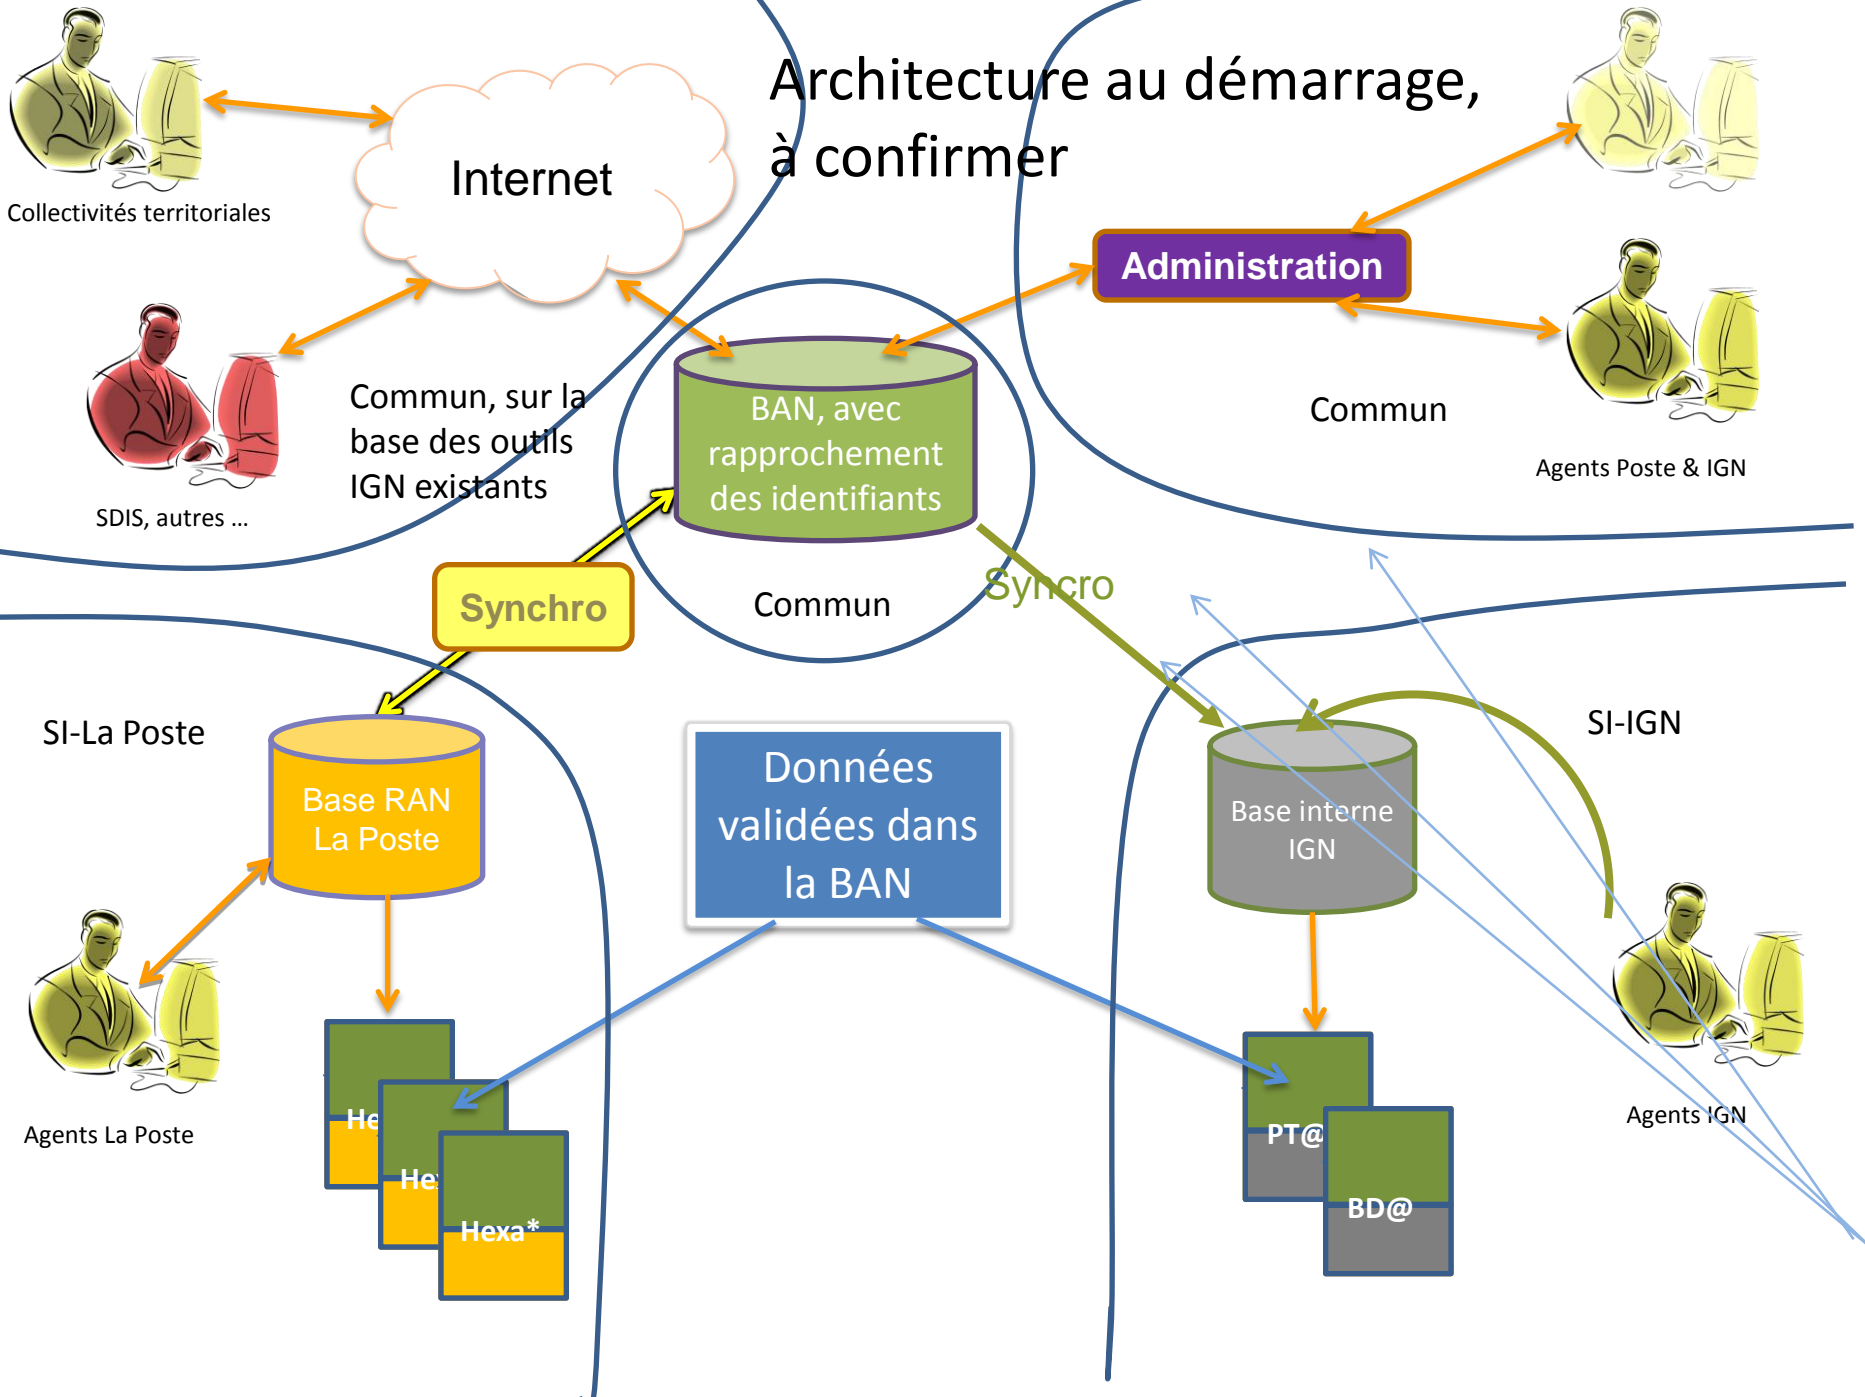 Architecture au démarrage,
à confirmer
Internet
Collectivités territoriales
Administration
Commun, sur la
base des outils
IGN existants
BAN, avec
rapprochement
des identifiants
Commun
Agents Poste & IGN
SDIS, autres ...
Synchro
Commun
Syncro
SI-La Poste
SI-IGN
Base RAN
La Poste
Données
validées dans
la BAN
Base interne
IGN
Agents La Poste
Agents IGN
He
Hex
Hexa*
PT@
BD@